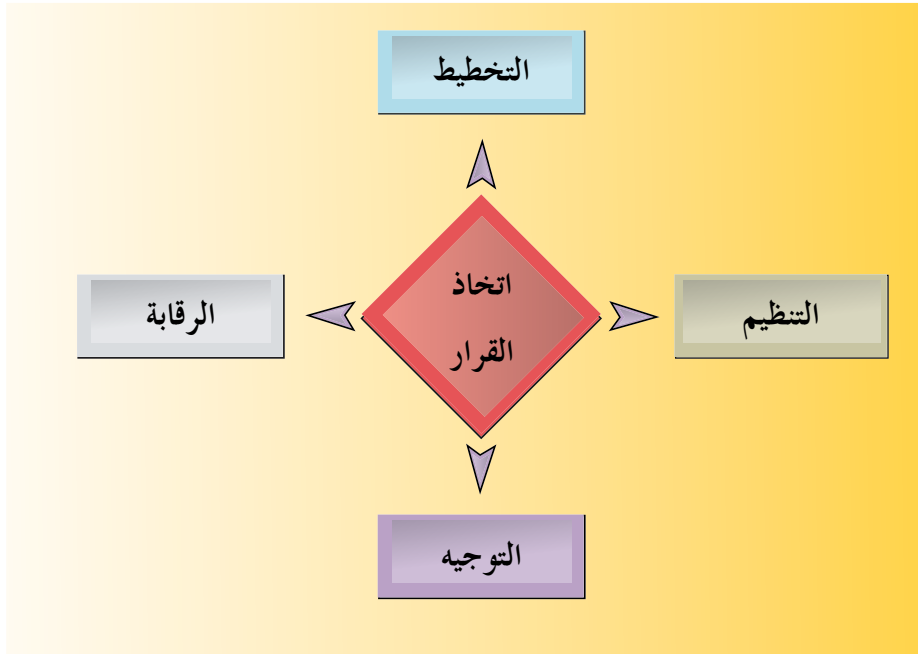 التخطيط
اتخاذ
القرار
التنظيم
الرقابة
التوجيه